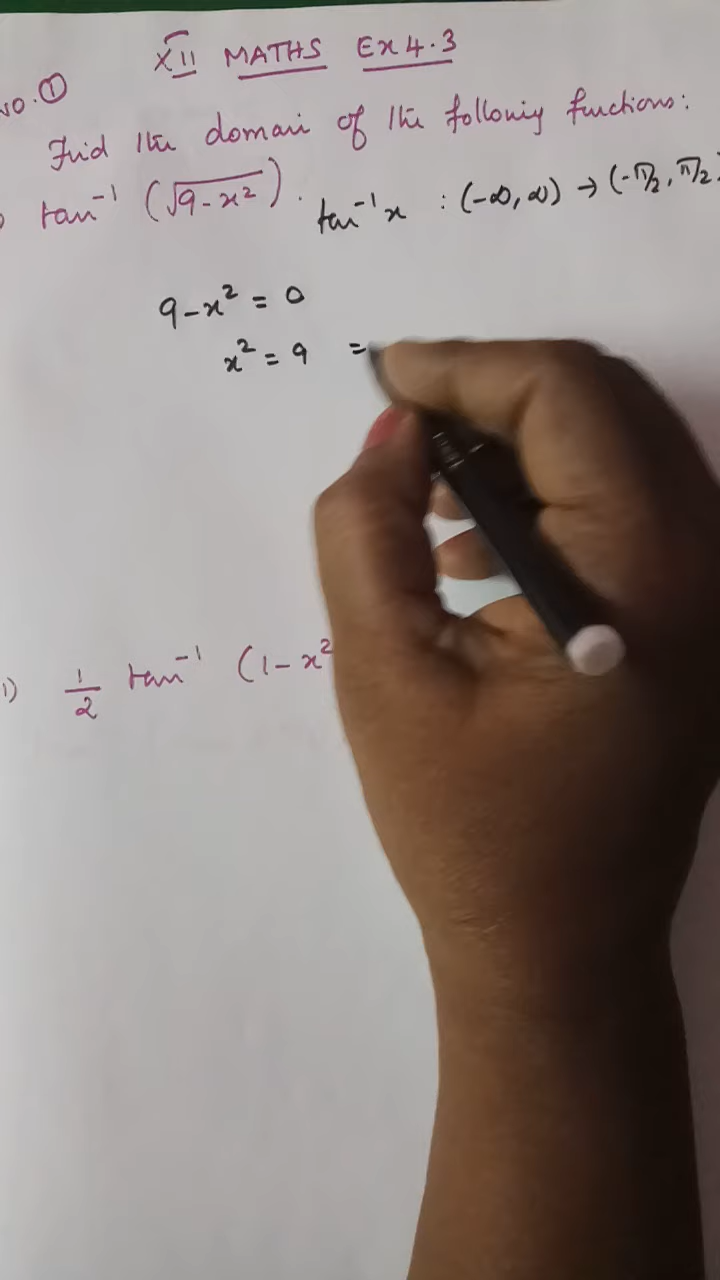 XII MATHS Ex 4.3
No. ①
Find the domain of the following functions:
tan⁻¹ (√9-x²). tan⁻¹x : (-∞, ∞) → (-π/2, π/2)
9-x² = 0
x² = 9 =
1/2 tan⁻¹ (1-x²